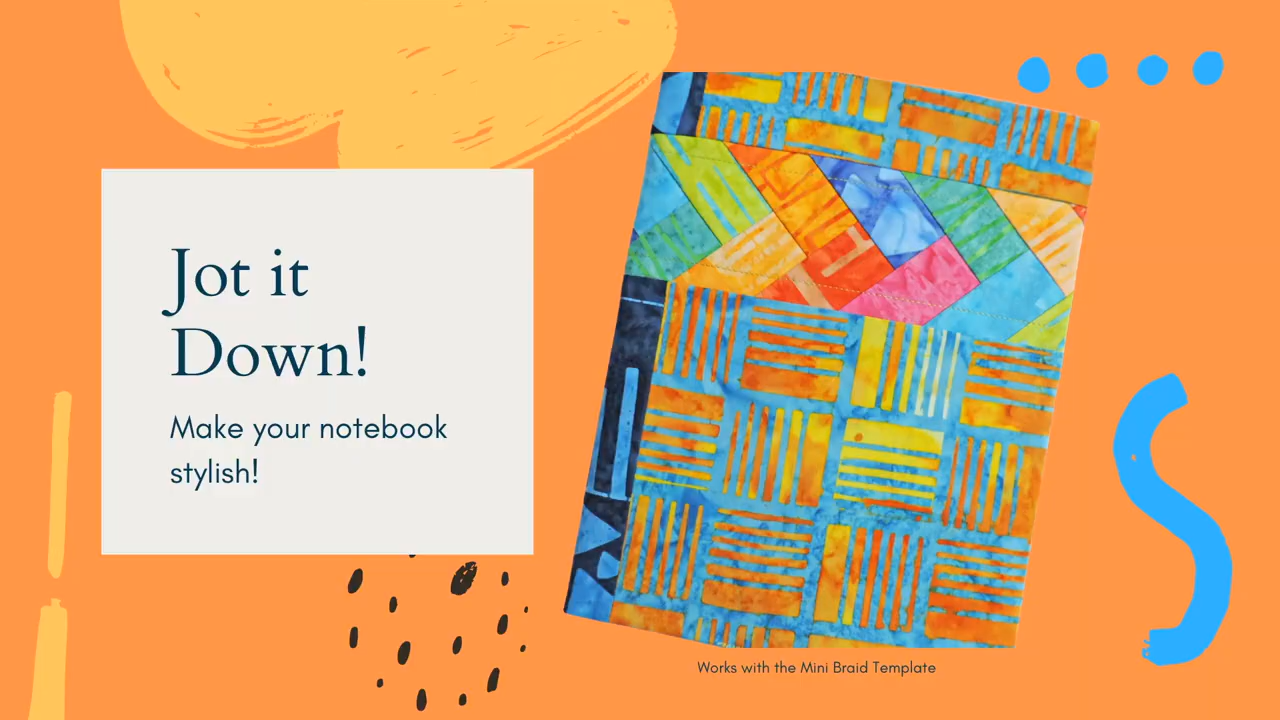 Jot it
Down!
Make your notebook
stylish!
Works with the Mini Braid Template